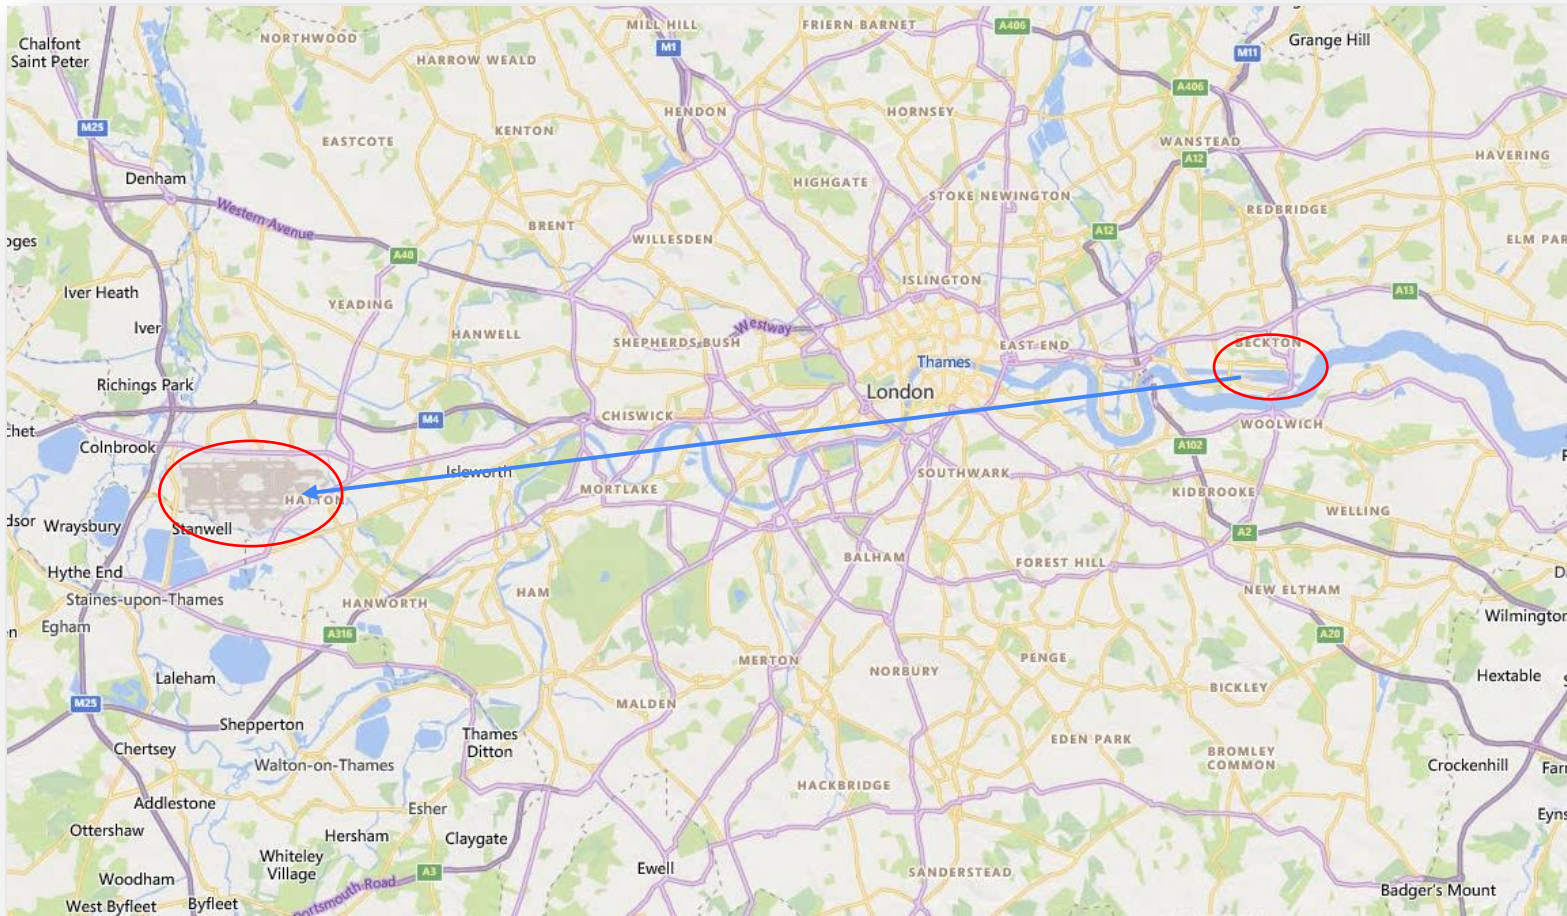 MILL HILL
FRIERN BARNET
A406
Grange Hill
Chalfont
Saint Peter
NORTHWOOD
M1
M11
HARROW WEALD
A406
HENDON
HORNSEY
M25
KENTON
EASTCOTE
WANSTEAD
A12
HAVERING
Denham
HIGHGATE
STOKE NEWINGTON
Western Avenue
REDBRIDGE
BRENT
WILLESDEN
A12
oges
ELM PAR
A40
ISLINGTON
Iver Heath
A13
YEADING
Iver
HANWELL
Westway
SHEPHERDS BUSH
EAST END
BECKTON
Thames
Richings Park
London
chet
M4
CHISWICK
WOOLWICH
Colnbrook
A102
Isleworth
SOUTHWARK
MORTLAKE
KIDBROOKE
HATTON
WELLING
dsor
Wraysbury
Stanwell
A2
BALHAM
FOREST HILL
Hythe End
D
NEW ELTHAM
HAM
Staines-upon-Thames
HANWORTH
Wilmington
Egham
n
A316
A20
MERTON
PENGE
NORBURY
Laleham
Hextable
BICKLEY
M25
MALDEN
Shepperton
Thames
Ditton
EDEN PARK
Chertsey
BROMLEY
COMMON
Walton-on-Thames
Crockenhill
Far
HACKBRIDGE
Addlestone
Esher
Eyns
Ottershaw
Hersham
Claygate
Whiteley
Village
Ewell
A3
SANDERSTEAD
Woodham
Portsmouth Road
Badger's Mount
West Byfleet
Byfleet